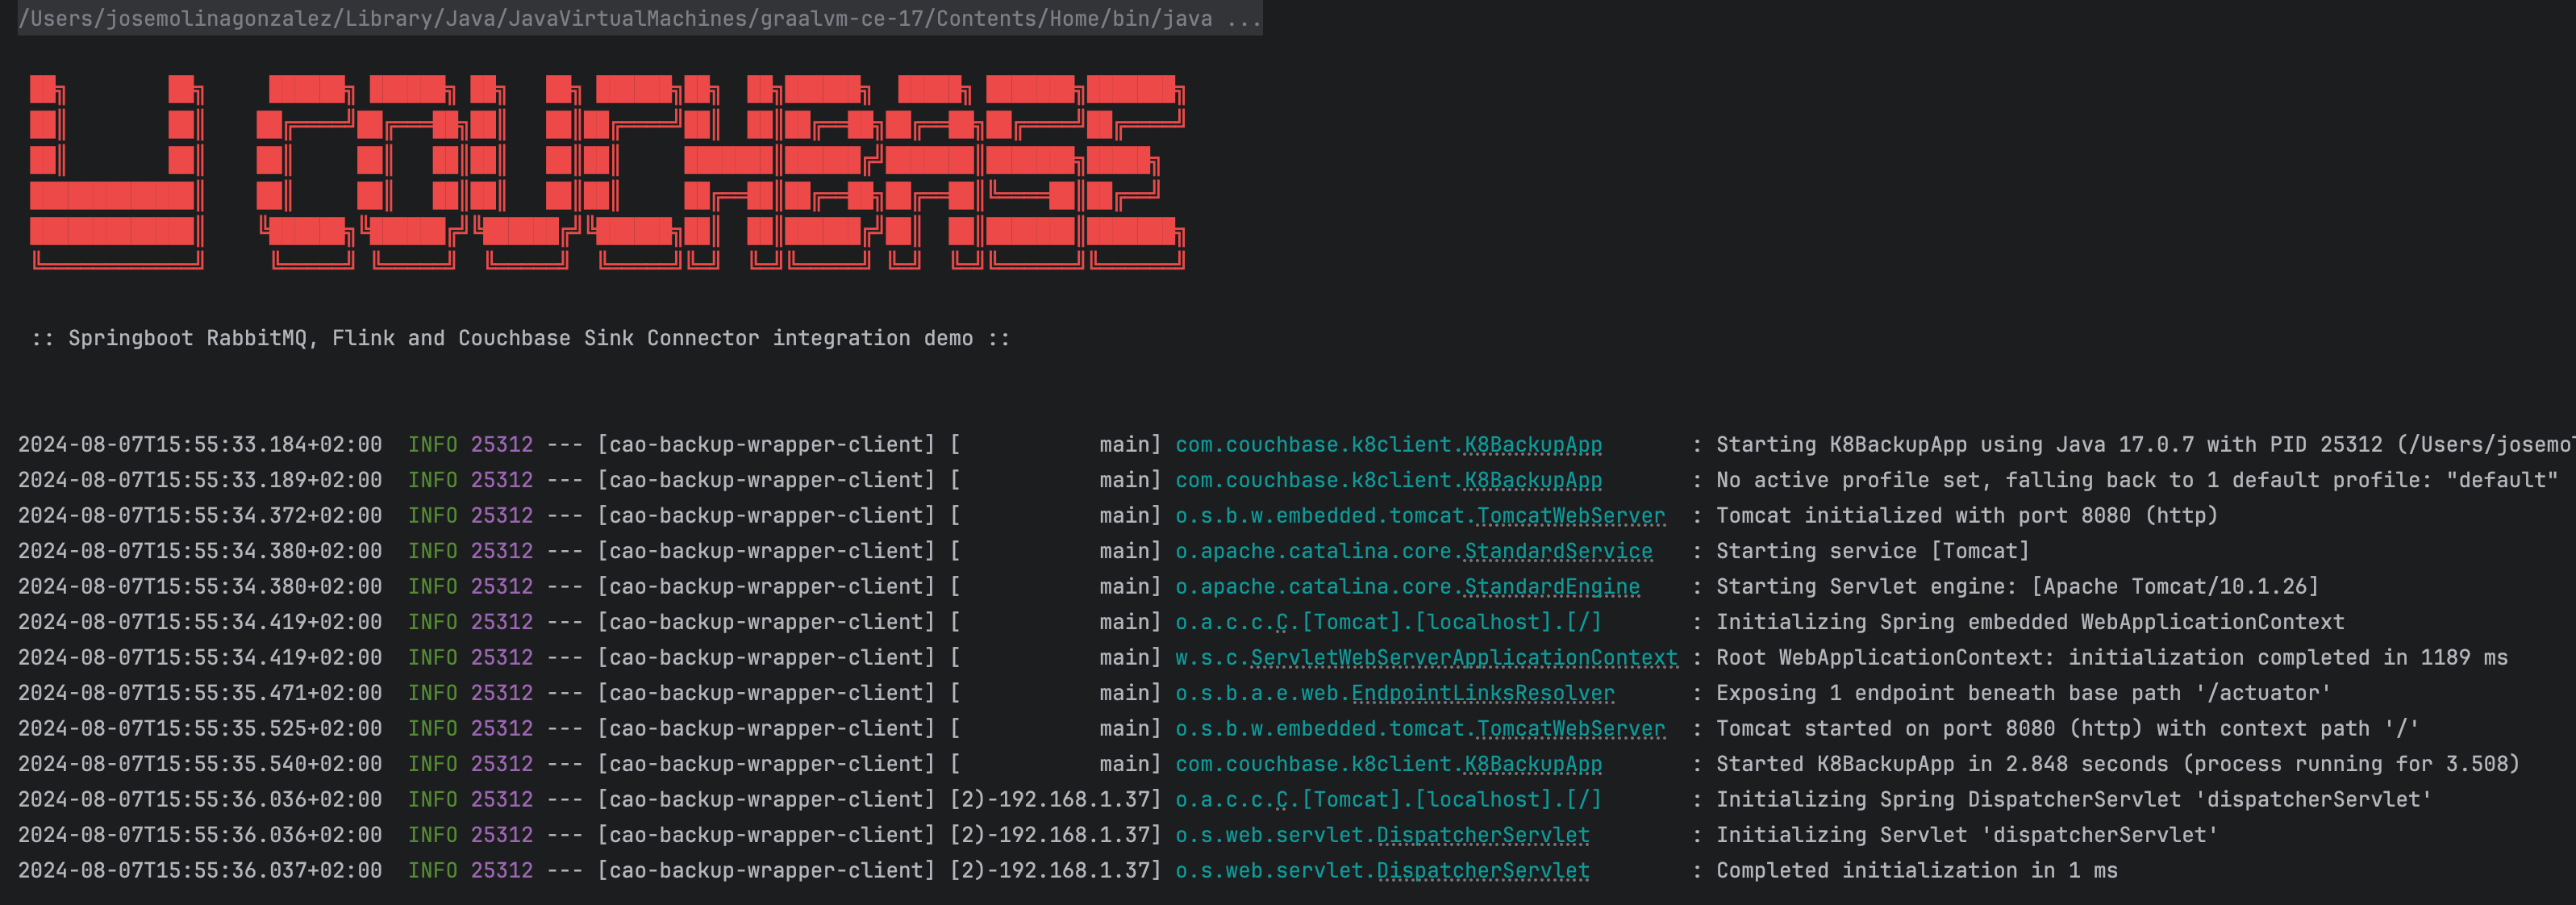 /Users/josemolinagonzalez/Library/Java/JavaVirtualMachines/graalvm-ce-17/Contents/Home/bin/java ...
COUCHBASE
:: Springboot RabbitMQ, Flink and Couchbase Sink Connector integration demo ::
2024-08-07T15:55:33.184+02:00  INFO 25312 --- [cao-backup-wrapper-client] [           main] com.couchbase.k8client.K8BackupApp       : Starting K8BackupApp using Java 17.0.7 with PID 25312 (/Users/josemol
2024-08-07T15:55:33.189+02:00  INFO 25312 --- [cao-backup-wrapper-client] [           main] com.couchbase.k8client.K8BackupApp       : No active profile set, falling back to 1 default profile: "default"
2024-08-07T15:55:34.372+02:00  INFO 25312 --- [cao-backup-wrapper-client] [           main] o.s.b.w.embedded.tomcat.TomcatWebServer  : Tomcat initialized with port 8080 (http)
2024-08-07T15:55:34.380+02:00  INFO 25312 --- [cao-backup-wrapper-client] [           main] o.apache.catalina.core.StandardService   : Starting service [Tomcat]
2024-08-07T15:55:34.380+02:00  INFO 25312 --- [cao-backup-wrapper-client] [           main] o.apache.catalina.core.StandardEngine    : Starting Servlet engine: [Apache Tomcat/10.1.26]
2024-08-07T15:55:34.419+02:00  INFO 25312 --- [cao-backup-wrapper-client] [           main] o.a.c.c.C.[Tomcat].[localhost].[/]       : Initializing Spring embedded WebApplicationContext
2024-08-07T15:55:34.419+02:00  INFO 25312 --- [cao-backup-wrapper-client] [           main] w.s.c.ServletWebServerApplicationContext : Root WebApplicationContext: initialization completed in 1189 ms
2024-08-07T15:55:35.471+02:00  INFO 25312 --- [cao-backup-wrapper-client] [           main] o.s.b.a.e.web.EndpointLinksResolver      : Exposing 1 endpoint beneath base path '/actuator'
2024-08-07T15:55:35.525+02:00  INFO 25312 --- [cao-backup-wrapper-client] [           main] o.s.b.w.embedded.tomcat.TomcatWebServer  : Tomcat started on port 8080 (http) with context path '/'
2024-08-07T15:55:35.540+02:00  INFO 25312 --- [cao-backup-wrapper-client] [           main] com.couchbase.k8client.K8BackupApp       : Started K8BackupApp in 2.848 seconds (process running for 3.508)
2024-08-07T15:55:36.036+02:00  INFO 25312 --- [cao-backup-wrapper-client] [2)-192.168.1.37] o.a.c.c.C.[Tomcat].[localhost].[/]       : Initializing Spring DispatcherServlet 'dispatcherServlet'
2024-08-07T15:55:36.036+02:00  INFO 25312 --- [cao-backup-wrapper-client] [2)-192.168.1.37] o.s.web.servlet.DispatcherServlet        : Initializing Servlet 'dispatcherServlet'
2024-08-07T15:55:36.037+02:00  INFO 25312 --- [cao-backup-wrapper-client] [2)-192.168.1.37] o.s.web.servlet.DispatcherServlet        : Completed initialization in 1 ms